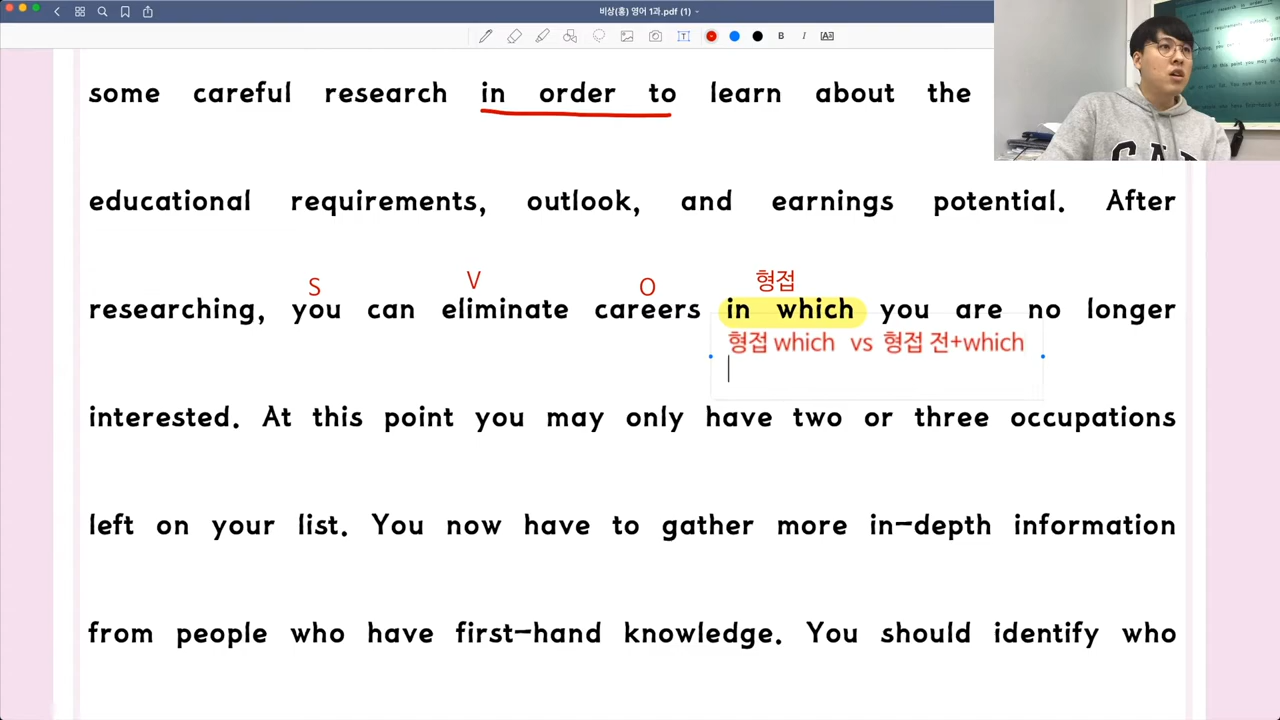 비상(홍) 영어 1과.pdf (1)
B I A
some careful research in order to learn about the
educational requirements, outlook, and earnings potential. After
S V O 형접
researching, you can eliminate careers in which you are no longer
형접 which vs 형접 전+which
interested. At this point you may only have two or three occupations
left on your list. You now have to gather more in-depth information
from people who have first-hand knowledge. You should identify who